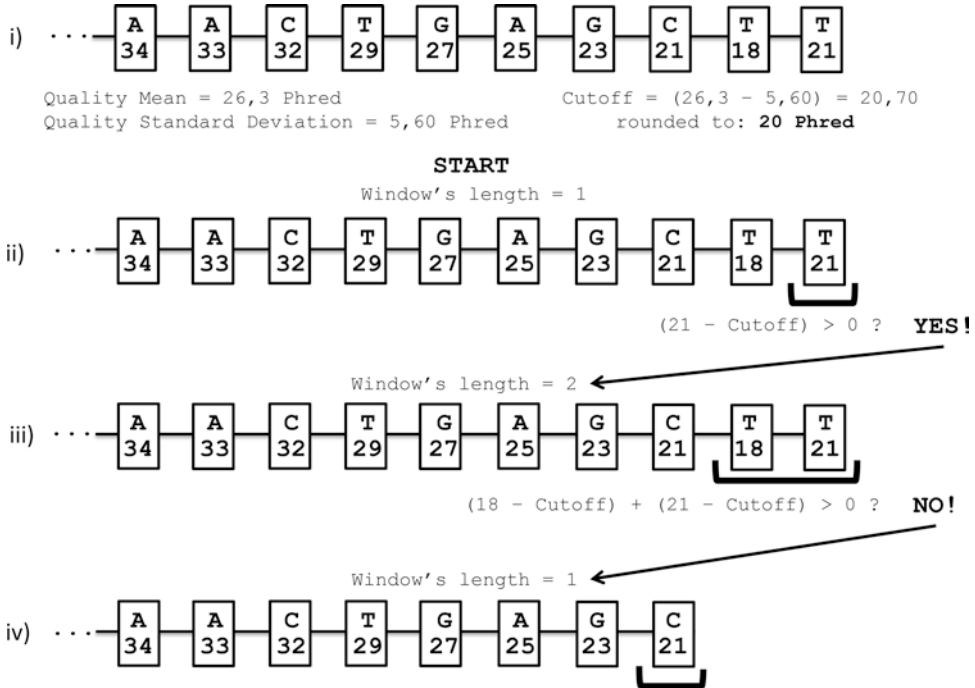 i) ··· A A C T G A G C T T
34 33 32 29 27 25 23 21 18 21
Quality Mean = 26,3 Phred Cutoff = (26,3 – 5,60) = 20,70
Quality Standard Deviation = 5,60 Phred rounded to: 20 Phred
START
Window's length = 1
ii) ··· A A C T G A G C T T
34 33 32 29 27 25 23 21 18 21
(21 – Cutoff) > 0 ? YES!
Window's length = 2
iii) ··· A A C T G A G C T T
34 33 32 29 27 25 23 21 18 21
(18 – Cutoff) + (21 – Cutoff) > 0 ? NO!
Window's length = 1
iv) ··· A A C T G A G C
34 33 32 29 27 25 23 21